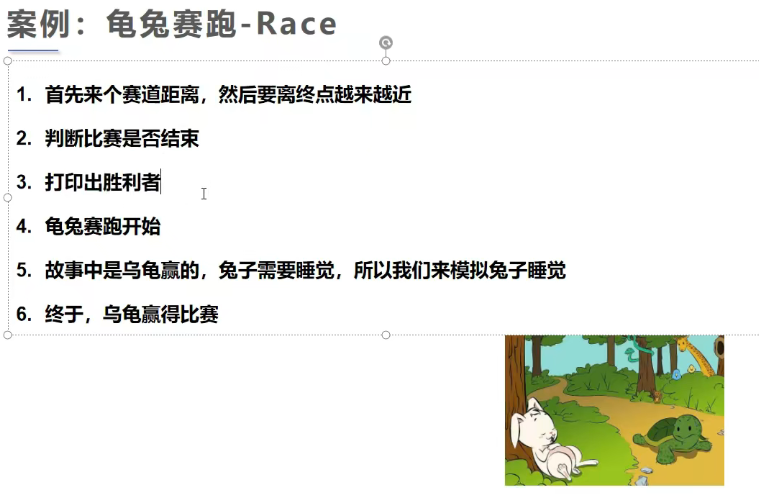 案例：龟兔赛跑-Race
1. 首先来个赛道距离，然后要离终点越来越近
2. 判断比赛是否结束
3. 打印出胜利者
4. 龟兔赛跑开始
5. 故事中是乌龟赢的，兔子需要睡觉，所以我们来模拟兔子睡觉
6. 终于，乌龟赢得比赛